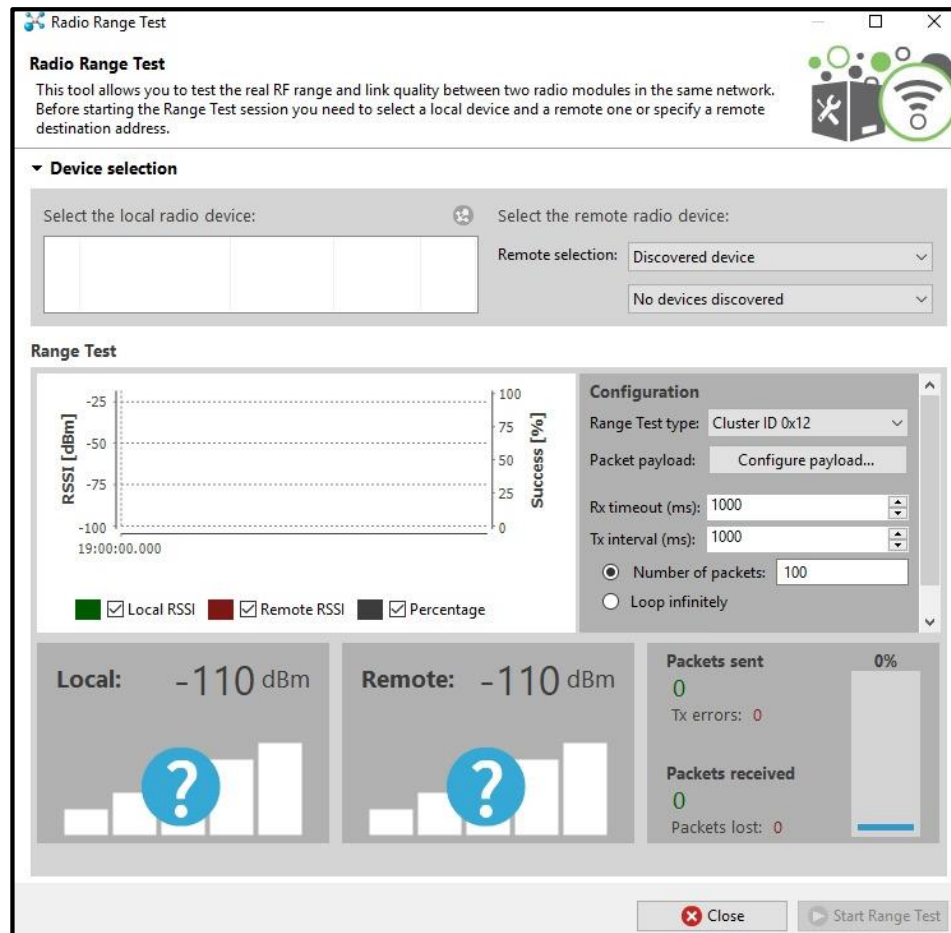 Radio Range Test
Radio Range Test
This tool allows you to test the real RF range and link quality between two radio modules in the same network.
Before starting the Range Test session you need to select a local device and a remote one or specify a remote
destination address.
Device selection
Select the local radio device:
Select the remote radio device:
Remote selection: Discovered device
No devices discovered
Range Test
RSSI [dBm]
-25
-50
-75
-100
19:00:00.000
100
75
50
25
0
Success [%]
Local RSSI Remote RSSI Percentage
Configuration
Range Test type: Cluster ID 0x12
Packet payload: Configure payload...
Rx timeout (ms): 1000
Tx interval (ms): 1000
Number of packets: 100
Loop infinitely
Local: -110 dBm
?
Remote: -110 dBm
?
Packets sent
0
Tx errors: 0
Packets received
0
Packets lost: 0
0%
Close Start Range Test